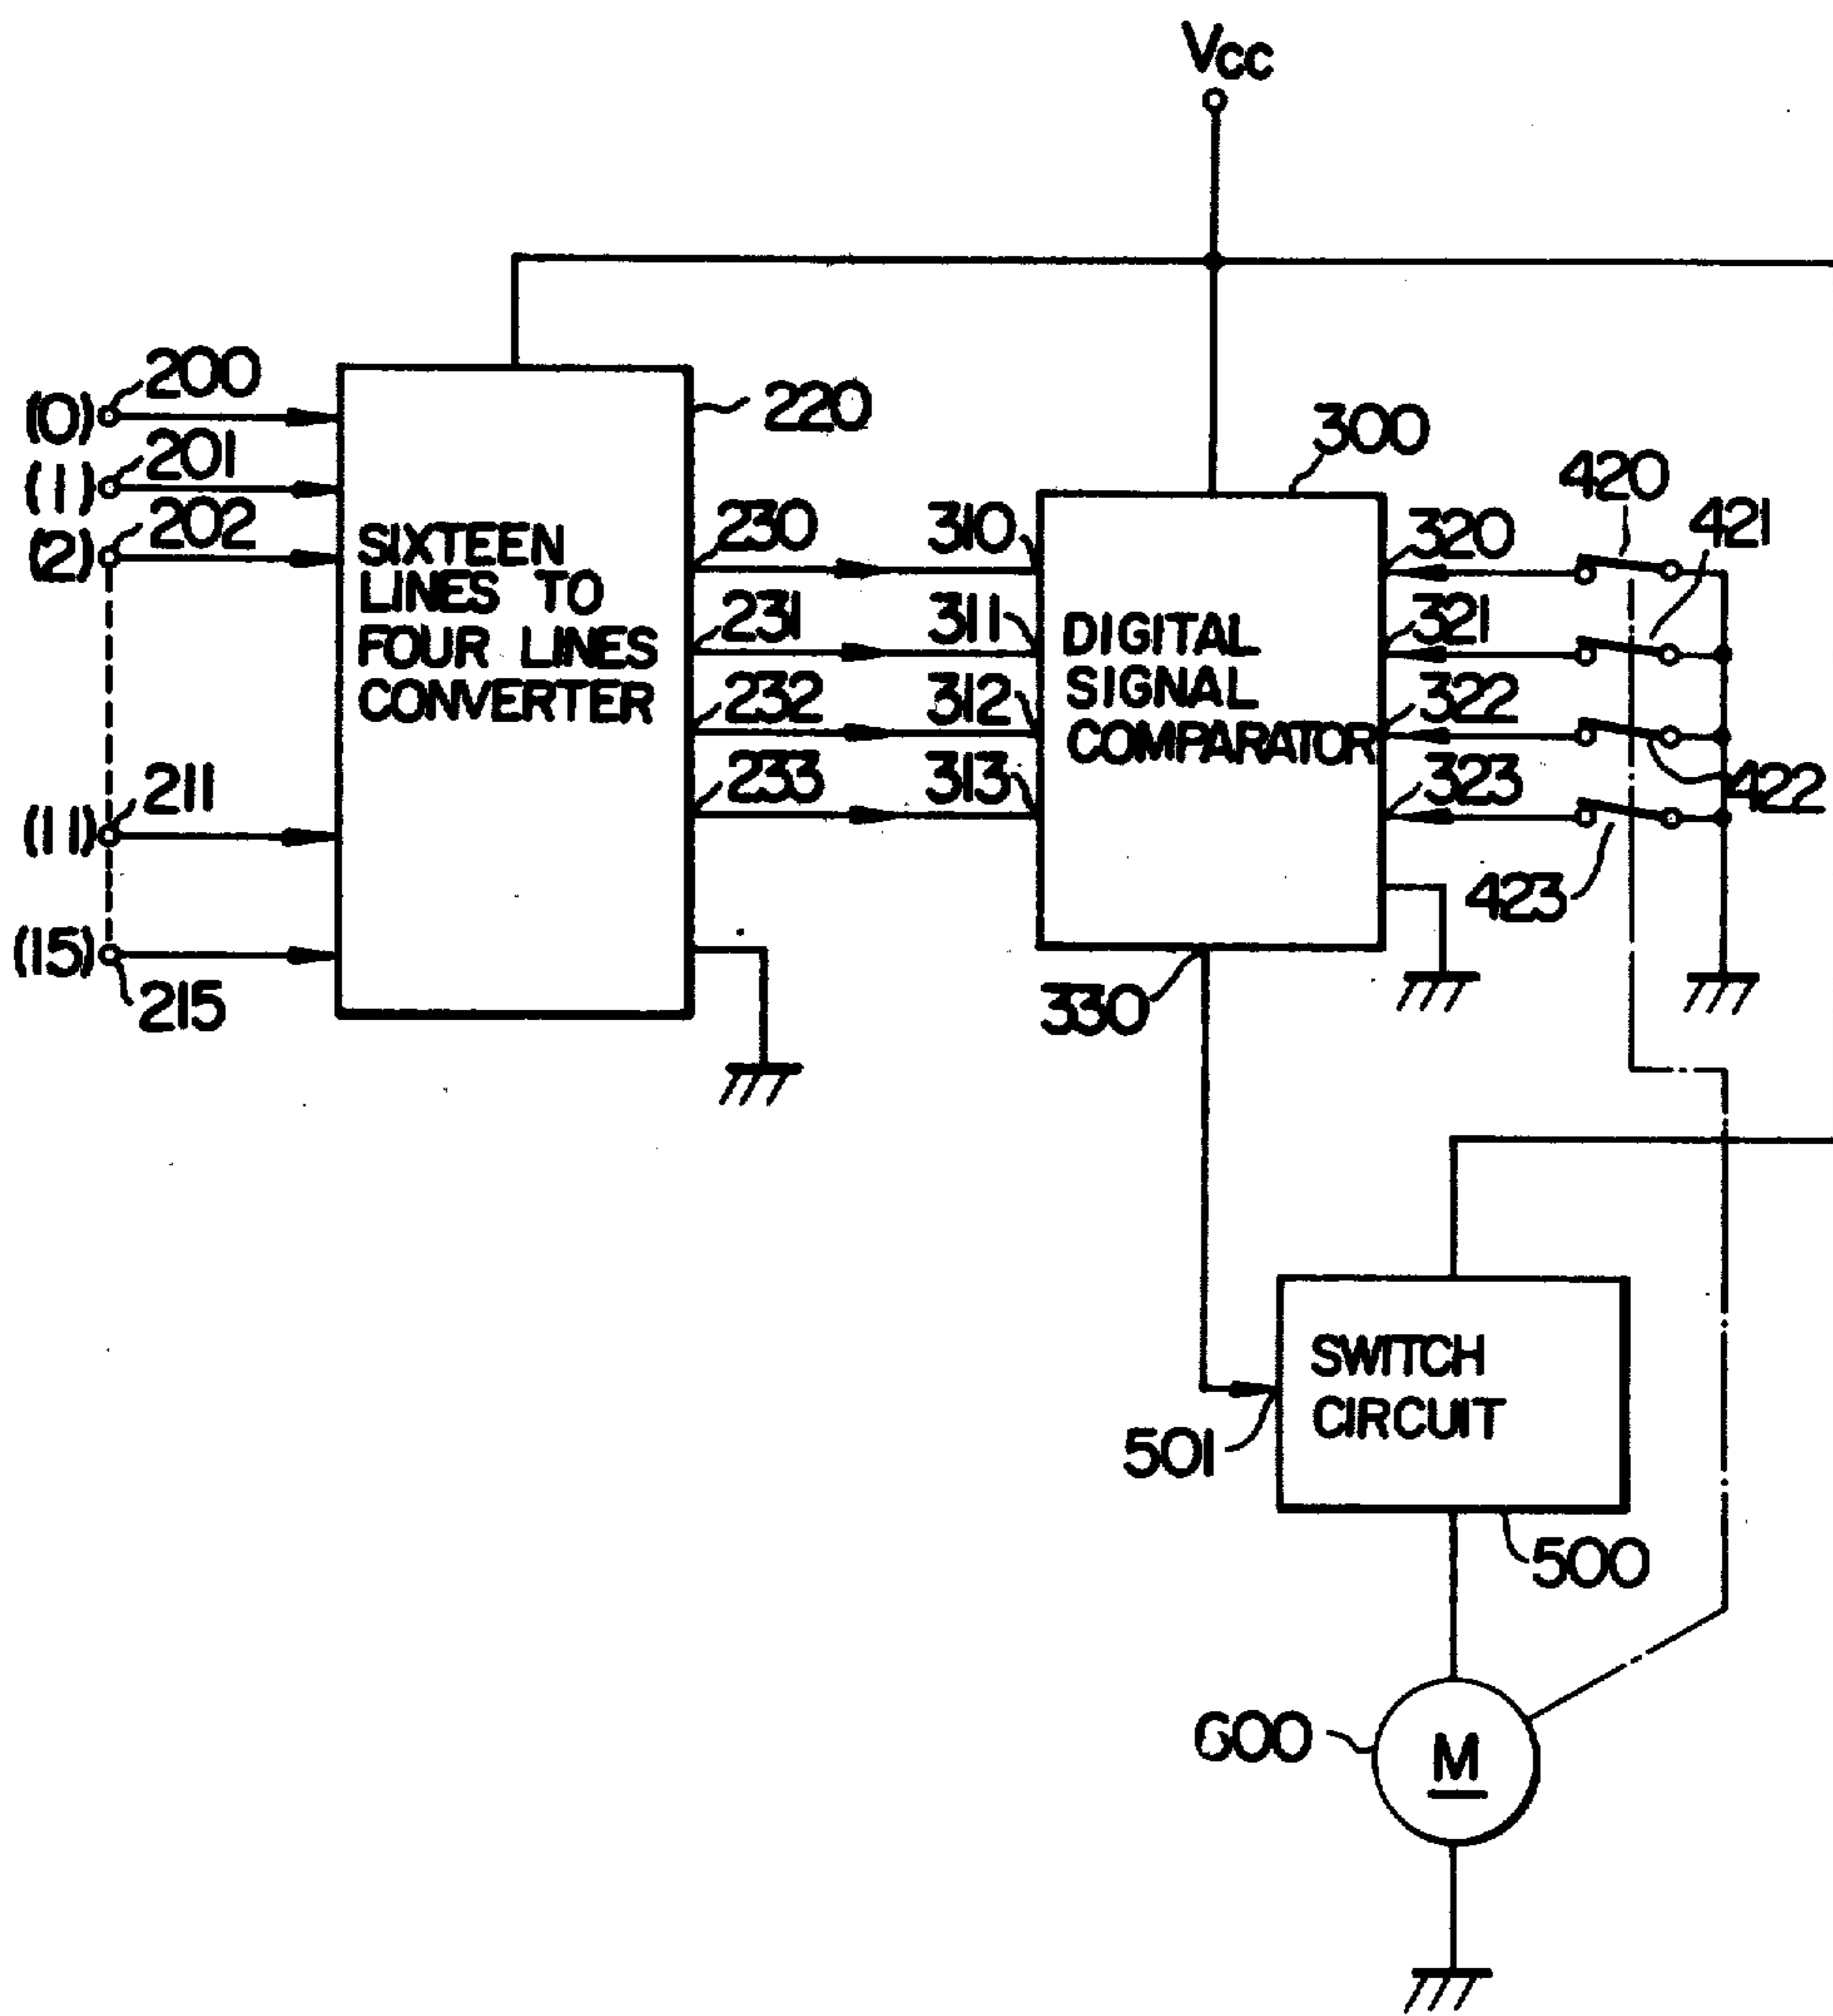 Vcc
(0) 200
(1) 201
(2) 202
(11) 211
(15) 215
SIXTEEN
LINES TO
FOUR LINES
CONVERTER
220
230
231
232
233
310
311
312
313
DIGITAL
SIGNAL
COMPARATOR
300
320
321
322
323
420
421
422
423
330
501
SWITCH
CIRCUIT
500
600
M